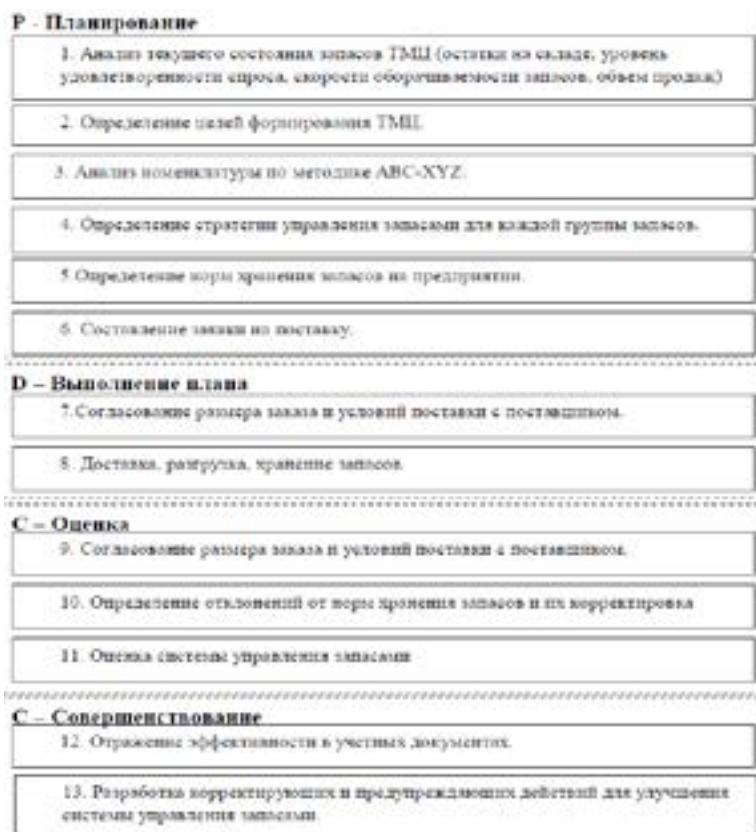 P - Планирование
1. Анализ текущего состояния запасов ТМЦ (остатки на складе, уровень
удовлетворенности спроса, скорости оборачиваемости запасов, объем продаж)
2. Определение целей формирования ТМЦ.
3. Анализ номенклатуры по методике ABC-XYZ.
4. Определение стратегии управления запасами для каждой группы запасов.
5 Определение норм хранения запасов на предприятии.
6. Составление заявки на поставку.
D – Выполнение плана
7.Согласование размера заказа и условий поставки с поставщиком.
8. Доставка, разгрузка, хранение запасов
C – Оценка
9. Согласование размера заказа и условий поставки с поставщиком.
10. Определение отклонений от норм хранения запасов и их корректировка
11. Оценка системы управления запасами
C – Совершенствование
12. Отражение эффективности в учетных документах.
13. Разработка корректирующих и предупреждающих действий для улучшения
системы управления запасами.